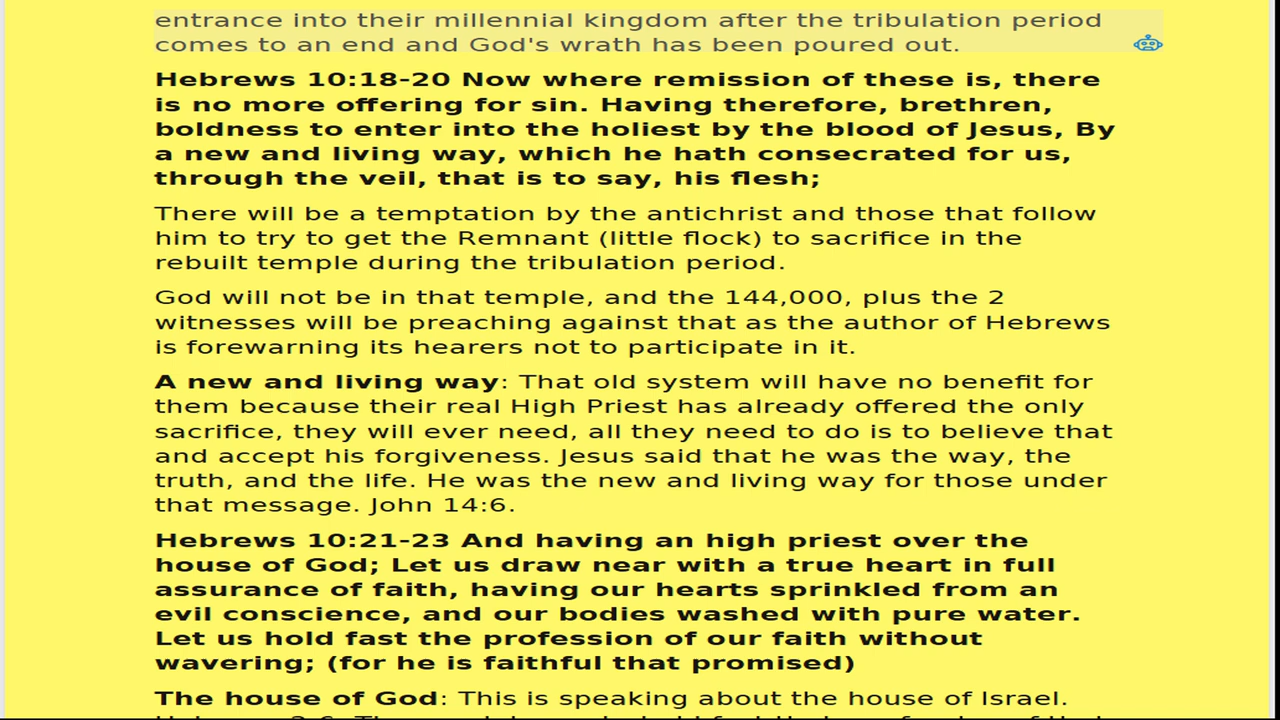 entrance into their millennial kingdom after the tribulation period
comes to an end and God's wrath has been poured out.
Hebrews 10:18-20 Now where remission of these is, there
is no more offering for sin. Having therefore, brethren,
boldness to enter into the holiest by the blood of Jesus, By
a new and living way, which he hath consecrated for us,
through the veil, that is to say, his flesh;
There will be a temptation by the antichrist and those that follow
him to try to get the Remnant (little flock) to sacrifice in the
rebuilt temple during the tribulation period.
God will not be in that temple, and the 144,000, plus the 2
witnesses will be preaching against that as the author of Hebrews
is forewarning its hearers not to participate in it.
A new and living way: That old system will have no benefit for
them because their real High Priest has already offered the only
sacrifice, they will ever need, all they need to do is to believe that
and accept his forgiveness. Jesus said that he was the way, the
truth, and the life. He was the new and living way for those under
that message. John 14:6.
Hebrews 10:21-23 And having an high priest over the
house of God; Let us draw near with a true heart in full
assurance of faith, having our hearts sprinkled from an
evil conscience, and our bodies washed with pure water.
Let us hold fast the profession of our faith without
wavering; (for he is faithful that promised)
The house of God: This is speaking about the house of Israel.